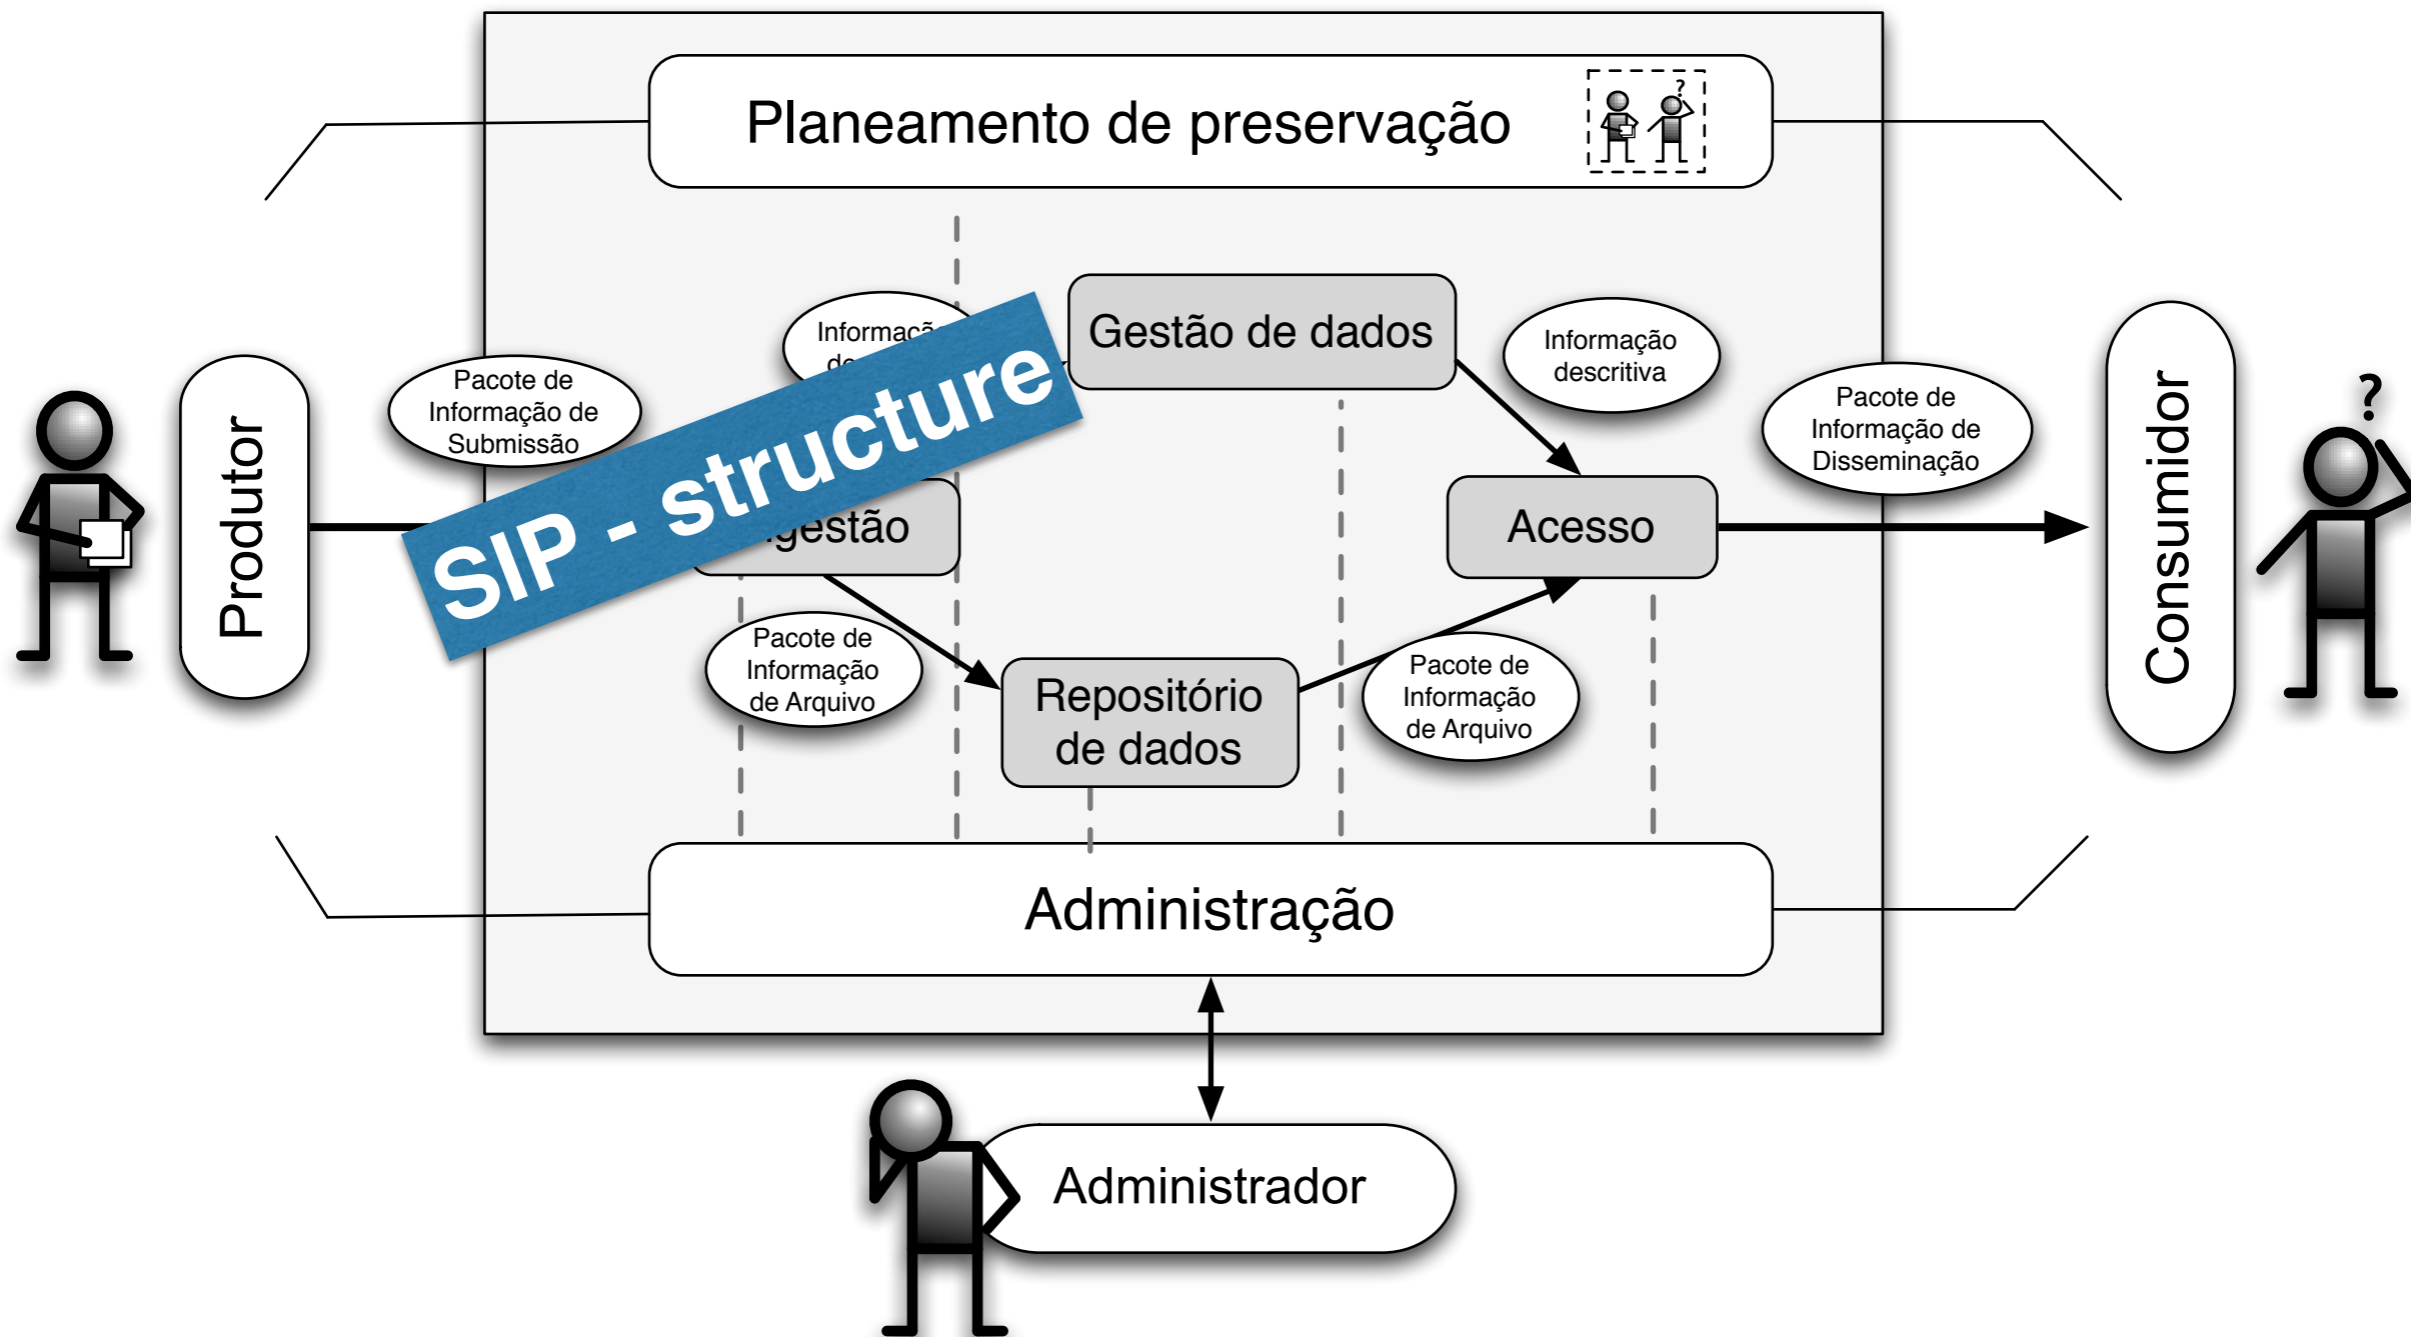 Planeamento de preservação
?
Informação
Gestão de dados
Informação
descritiva
Pacote de
Informação de
Submissão
Pacote de
Informação de
Disseminação
?
Produtor
SIP - structure
Acesso
Consumidor
Pacote de
Informação
de Arquivo
Repositório
de dados
Pacote de
Informação
de Arquivo
Administração
Administrador